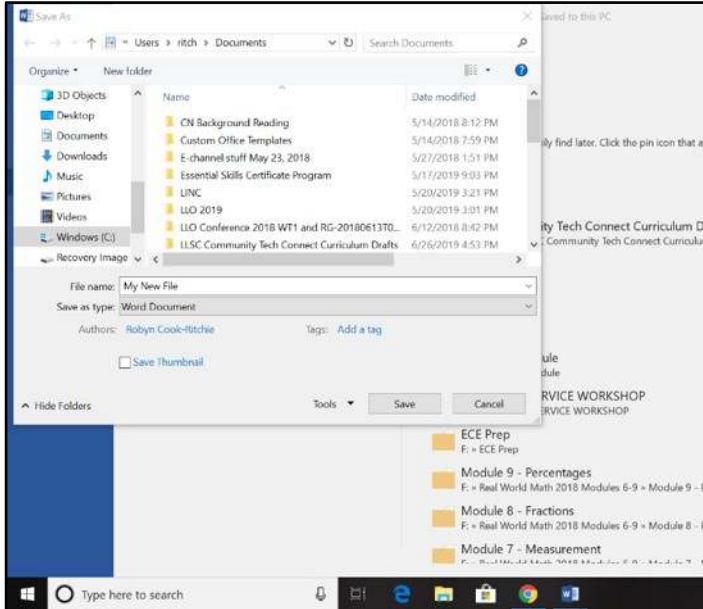 Save As
Saved to this PC
Users > ritch > Documents
Search Documents
Organize
New folder
Name
Date modified
3D Objects
Desktop
Documents
Downloads
Music
Pictures
Videos
Windows (C:)
Recovery Image
CN Background Reading 5/14/2018 8:12 PM
Custom Office Templates 5/14/2018 7:59 PM
E-channel stuff May 23, 2018 5/27/2018 1:51 PM
Essential Skills Certificate Program 5/17/2019 9:03 PM
LINC 5/20/2019 3:21 PM
LLO 2019 5/20/2019 3:01 PM
LLO Conference 2018 WT1 and RG-20180613T0... 6/12/2018 8:42 PM
LLSC Community Tech Connect Curriculum Drafts 6/26/2019 4:53 PM
File name: My New File
Save as type: Word Document
Authors: Robyn Cook-Ritchie
Tags: Add a tag
Save Thumbnail
Hide Folders
Tools
Save
Cancel
find later. Click the pin icon that a
ity Tech Connect Curriculum D
Community Tech Connect Curriculu
ule
dule
RVICE WORKSHOP
ERVICE WORKSHOP
ECE Prep
F: » ECE Prep
Module 9 - Percentages
F: » Real World Math 2018 Modules 6-9 » Module 9 -
Module 8 - Fractions
F: » Real World Math 2018 Modules 6-9 » Module 8 -
Module 7 - Measurement
Type here to search